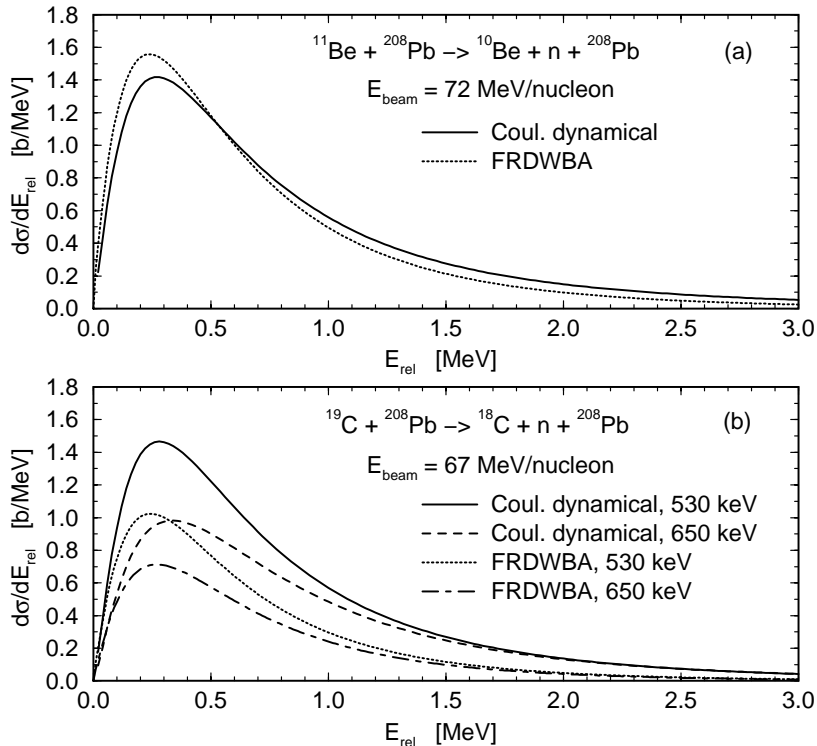 1.8
1.6
1.4
1.2
1.0
0.8
0.6
0.4
0.2
0.0
dσ/dE_rel [b/MeV]
¹¹Be + ²⁰⁸Pb −> ¹⁰Be + n + ²⁰⁸Pb (a)
E_beam = 72 MeV/nucleon
Coul. dynamical
FRDWBA
0.0 0.5 1.0 1.5 2.0 2.5 3.0
E_rel [MeV]
1.8
1.6
1.4
1.2
1.0
0.8
0.6
0.4
0.2
0.0
dσ/dE_rel [b/MeV]
¹⁹C + ²⁰⁸Pb −> ¹⁸C + n + ²⁰⁸Pb (b)
E_beam = 67 MeV/nucleon
Coul. dynamical, 530 keV
Coul. dynamical, 650 keV
FRDWBA, 530 keV
FRDWBA, 650 keV
0.0 0.5 1.0 1.5 2.0 2.5 3.0
E_rel [MeV]